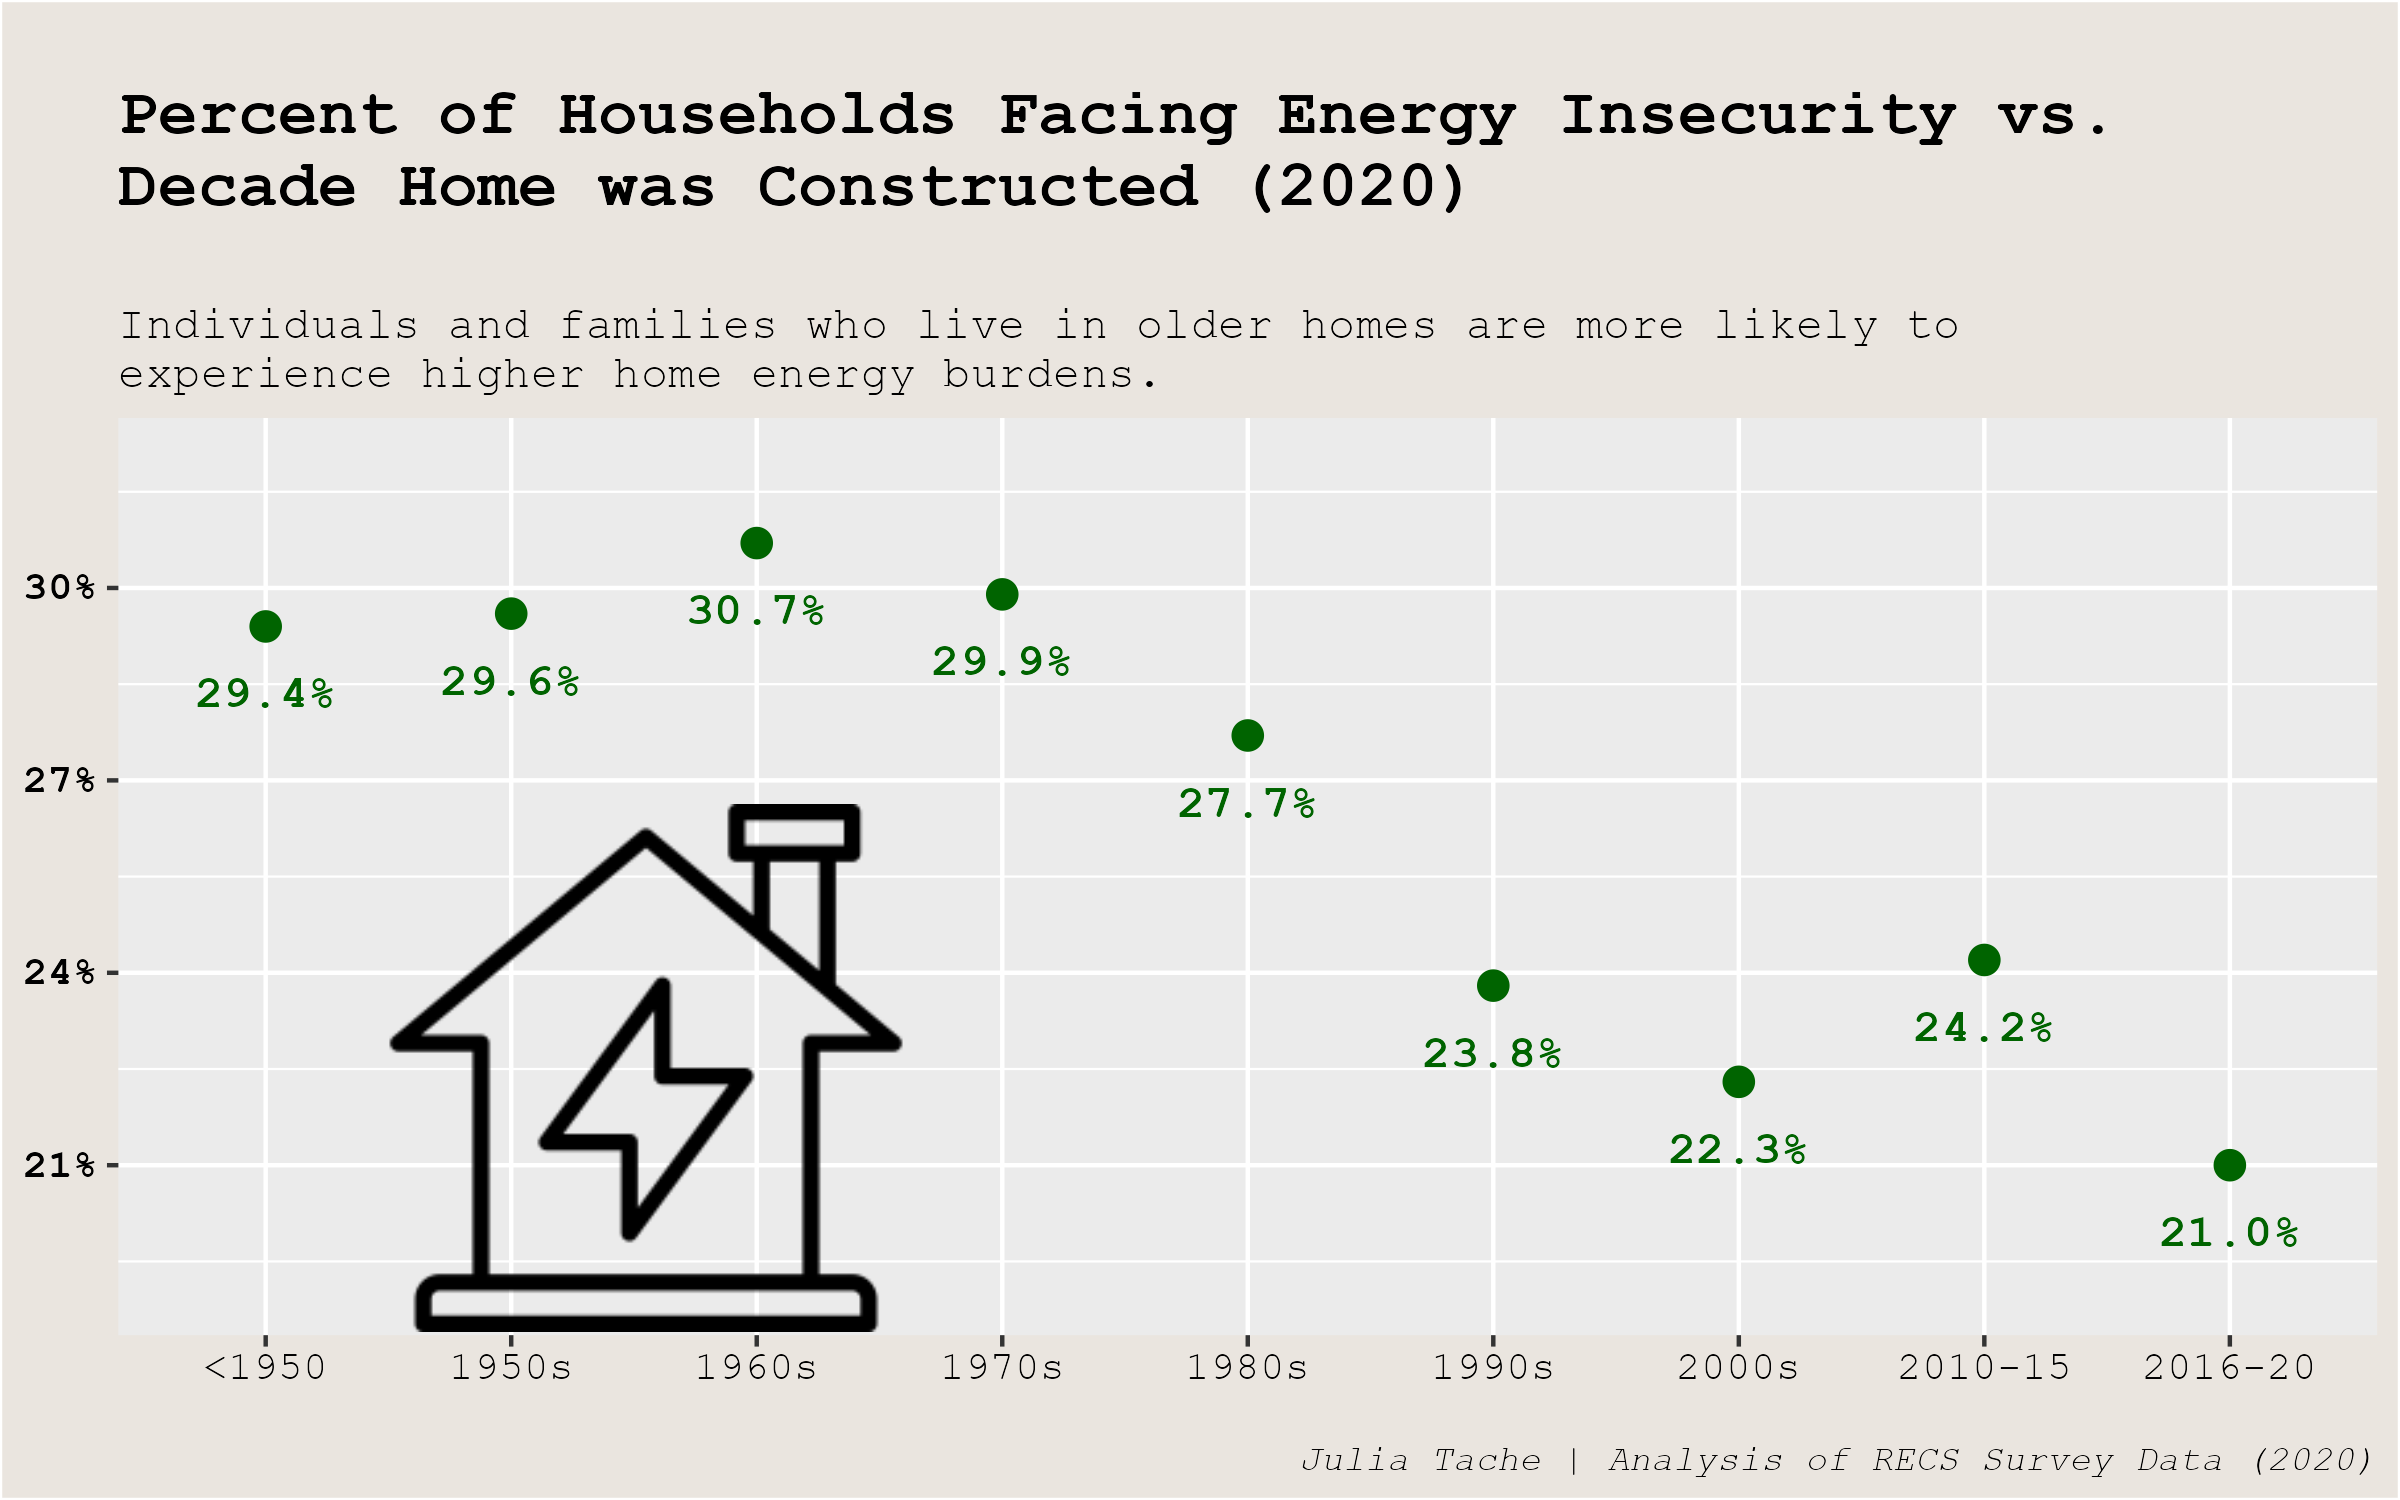 Percent of Households Facing Energy Insecurity vs.
Decade Home was Constructed (2020)
Individuals and families who live in older homes are more likely to
experience higher home energy burdens.
30%
27%
24%
21%
29.4%
29.6%
30.7%
29.9%
27.7%
23.8%
22.3%
24.2%
21.0%
<1950
1950s
1960s
1970s
1980s
1990s
2000s
2010-15
2016-20
Julia Tache | Analysis of RECS Survey Data (2020)